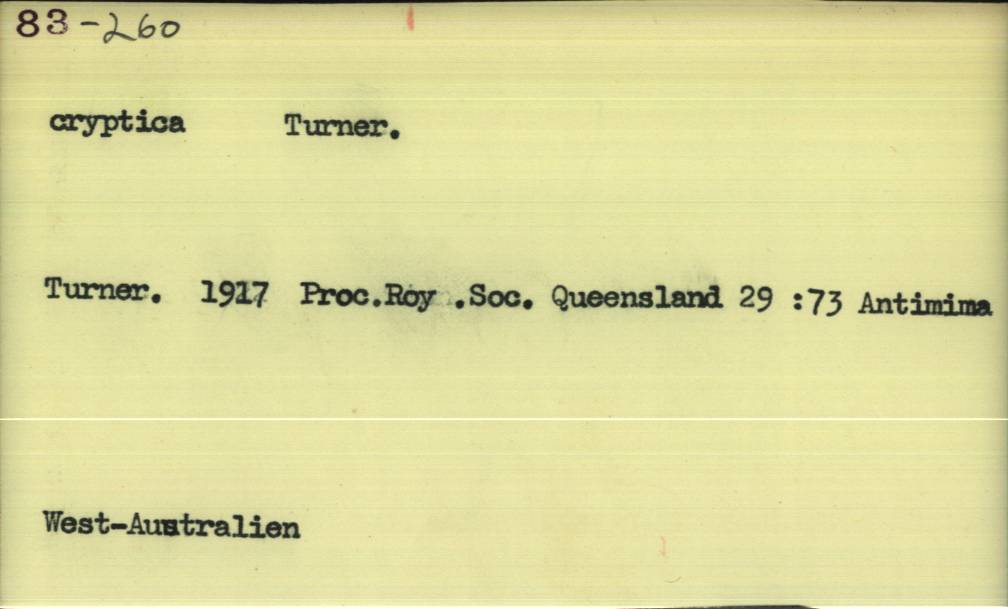 83-260
cryptica Turner.
Turner. 1917 Proc.Roy .Soc. Queensland 29 :73 Antimima
West-Australien